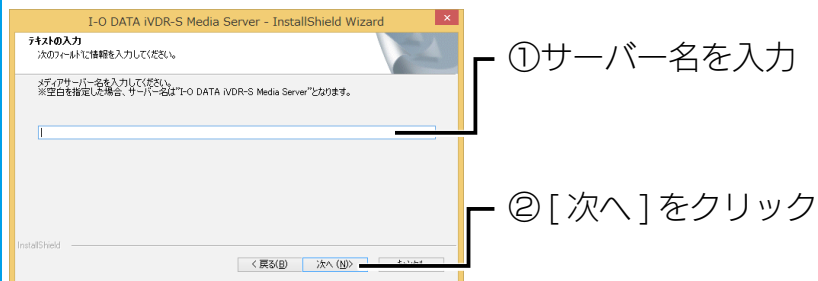 I-O DATA iVDR-S Media Server - InstallShield Wizard
テキストの入力
次のフィールドに情報を入力してください。
メディアサーバー名を入力してください。
※空白を指定した場合、サーバー名は"I-O DATA iVDR-S Media Server"となります。
①サーバー名を入力
②[ 次へ ] をクリック
InstallShield
< 戻る(B)
次へ (N)>